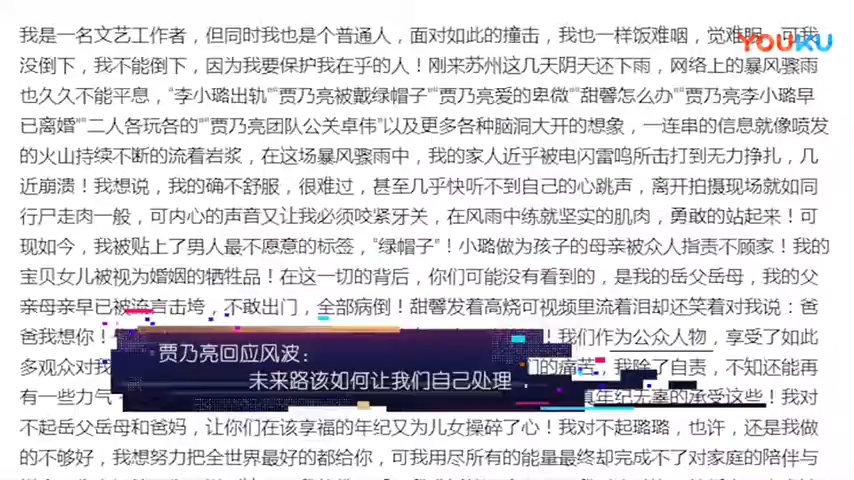 我是一名文艺工作者，但同时我也是个普通人，面对如此的撞击，我也一样饭难咽，觉难眠，可我
YOUKU
没倒下，我不能倒下，因为我要保护我在乎的人！刚来苏州这几天阴天还下雨，网络上的暴风骤雨
也久久不能平息，“李小璐出轨”“贾乃亮被戴绿帽子”“贾乃亮爱的卑微”“甜馨怎么办”“贾乃亮李小璐早
已离婚”“二人各玩各的”“贾乃亮团队公关卓伟”以及更多各种脑洞大开的想象，一连串的信息就像喷发
的火山持续不断的流着岩浆，在这场暴风骤雨中，我的家人近乎被电闪雷鸣所击打到无力挣扎，几
近崩溃！我想说，我的确不舒服，很难过，甚至几乎快听不到自己的心跳声，离开拍摄现场就如同
行尸走肉一般，可内心的声音又让我必须咬紧牙关，在风雨中练就坚实的肌肉，勇敢的站起来！可
现如今，我被贴上了男人最不愿意的标签，“绿帽子”！小璐做为孩子的母亲被众人指责不顾家！我的
宝贝女儿被视为婚姻的牺牲品！在这一切的背后，你们可能没有看到的，是我的岳父岳母，我的父
亲母亲早已被流言击垮，不敢出门，全部病倒！甜馨发着高烧可视频里流着泪却还笑着对我说：爸
爸我想你！
！我们作为公众人物，享受了如此
贾乃亮回应风波：
多观众对我
们的痛苦，我除了自责，不知还能再
未来路该如何让我们自己处理
有一些力气
年纪无辜的承受这些！我对
不起岳父岳母和爸妈，让你们在该享福的年纪又为儿女操碎了心！我对不起璐璐，也许，还是我做
的不够好，我想努力把全世界最好的都给你，可我用尽所有的能量最终却完成不了对家庭的陪伴与